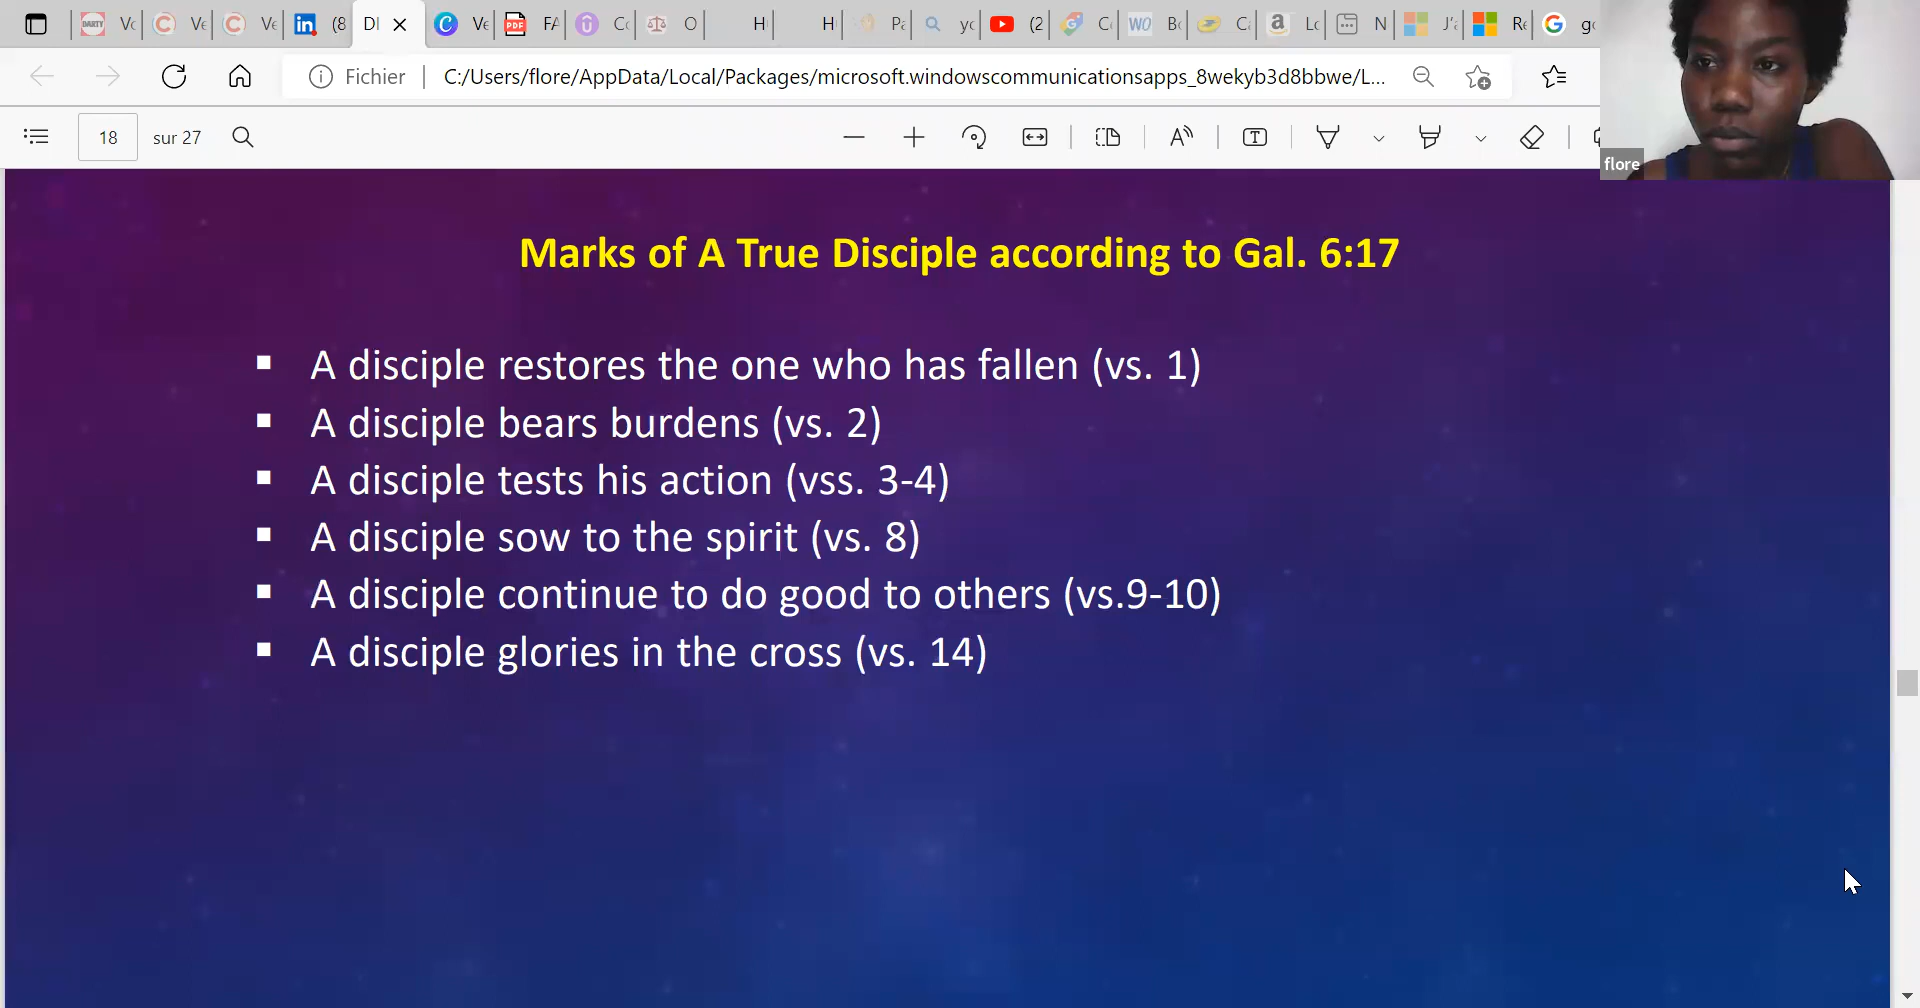 (8
DI
(2
J'a
Fichier
C:/Users/flore/AppData/Local/Packages/microsoft.windowscommunicationsapps_8wekyb3d8bbwe/L...
18 sur 27
flore
Marks of A True Disciple according to Gal. 6:17
▪ A disciple restores the one who has fallen (vs. 1)
▪ A disciple bears burdens (vs. 2)
▪ A disciple tests his action (vss. 3-4)
▪ A disciple sow to the spirit (vs. 8)
▪ A disciple continue to do good to others (vs.9-10)
▪ A disciple glories in the cross (vs. 14)